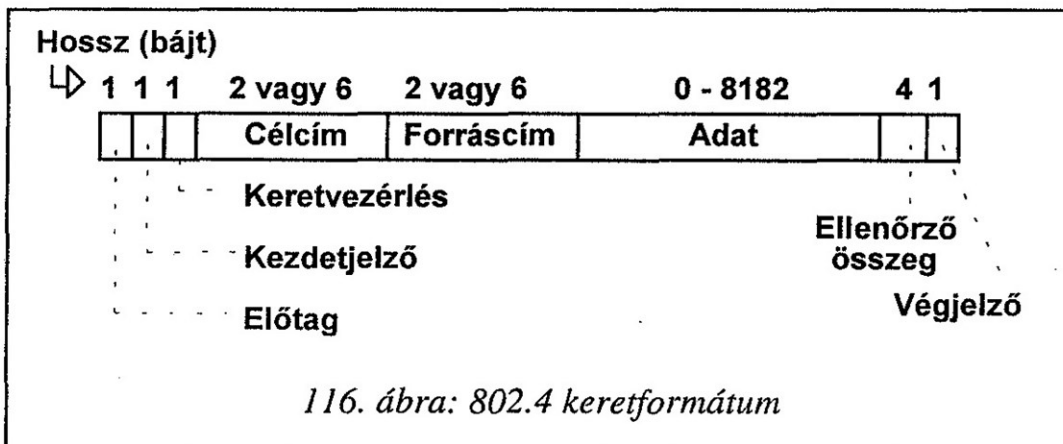 Hossz (bájt)
1 1 1 2 vagy 6 2 vagy 6 0 - 8182 4 1
Célcím Forráscím Adat
Keretvezérlés
Kezdetjelző
Előtag
Ellenőrző
összeg
Végjelző
116. ábra: 802.4 keretformátum